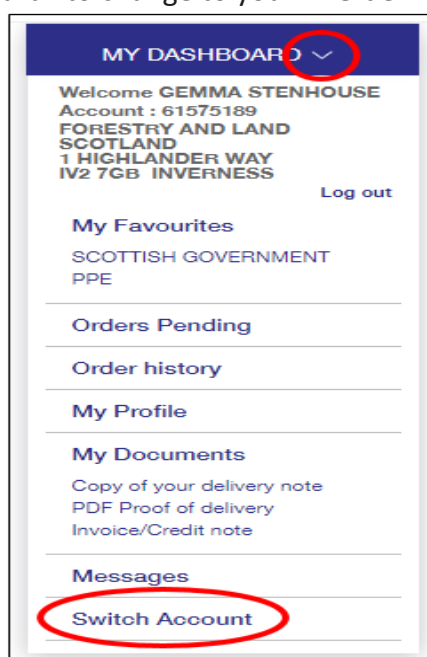 MY DASHBOARD
Welcome GEMMA STENHOUSE
Account : 61575189
FORESTRY AND LAND
SCOTLAND
1 HIGHLANDER WAY
IV2 7GB INVERNESS
Log out
My Favourites
SCOTTISH GOVERNMENT
PPE
Orders Pending
Order history
My Profile
My Documents
Copy of your delivery note
PDF Proof of delivery
Invoice/Credit note
Messages
Switch Account